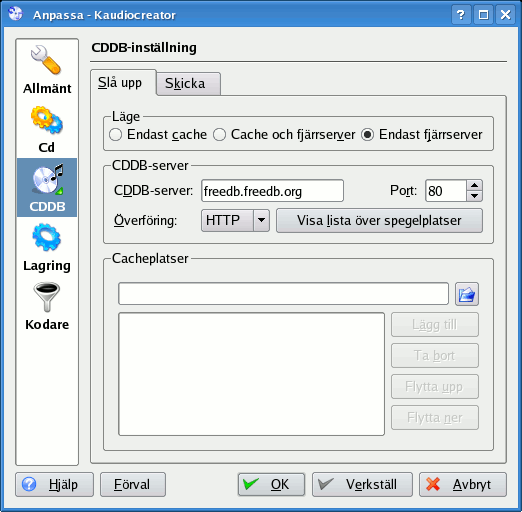 Anpassa - Kaudiocreator
CDDB-inställning
Allmänt
Cd
CDDB
Lagring
Kodare
Slå upp
Skicka
Läge
Endast cache
Cache och fjärrserver
Endast fjärrserver
CDDB-server
CDDB-server: freedb.freedb.org Port: 80
Överföring: HTTP Visa lista över spegelplatser
Cacheplatser
Lägg till
Ta bort
Flytta upp
Flytta ner
Hjälp Förval OK Verkställ Avbryt